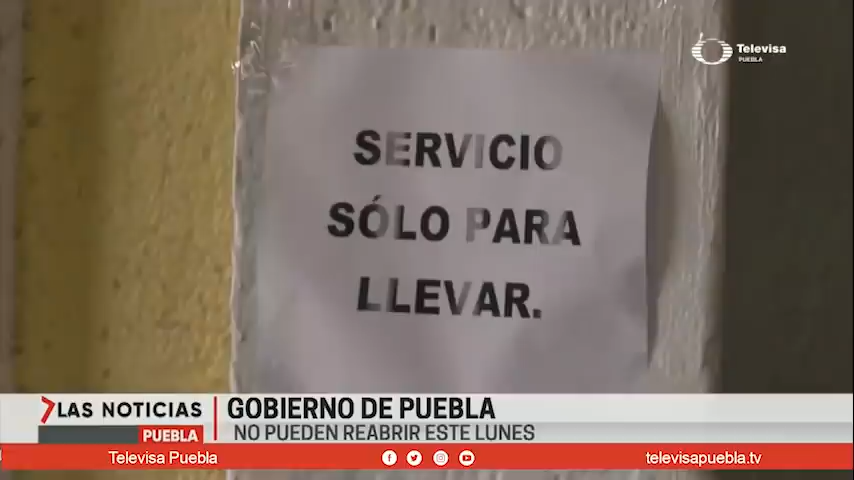 Televisa
PUEBLA
SERVICIO
SÓLO PARA
LLEVAR.
LAS NOTICIAS
PUEBLA
GOBIERNO DE PUEBLA
NO PUEDEN REABRIR ESTE LUNES
Televisa Puebla
televisapuebla.tv